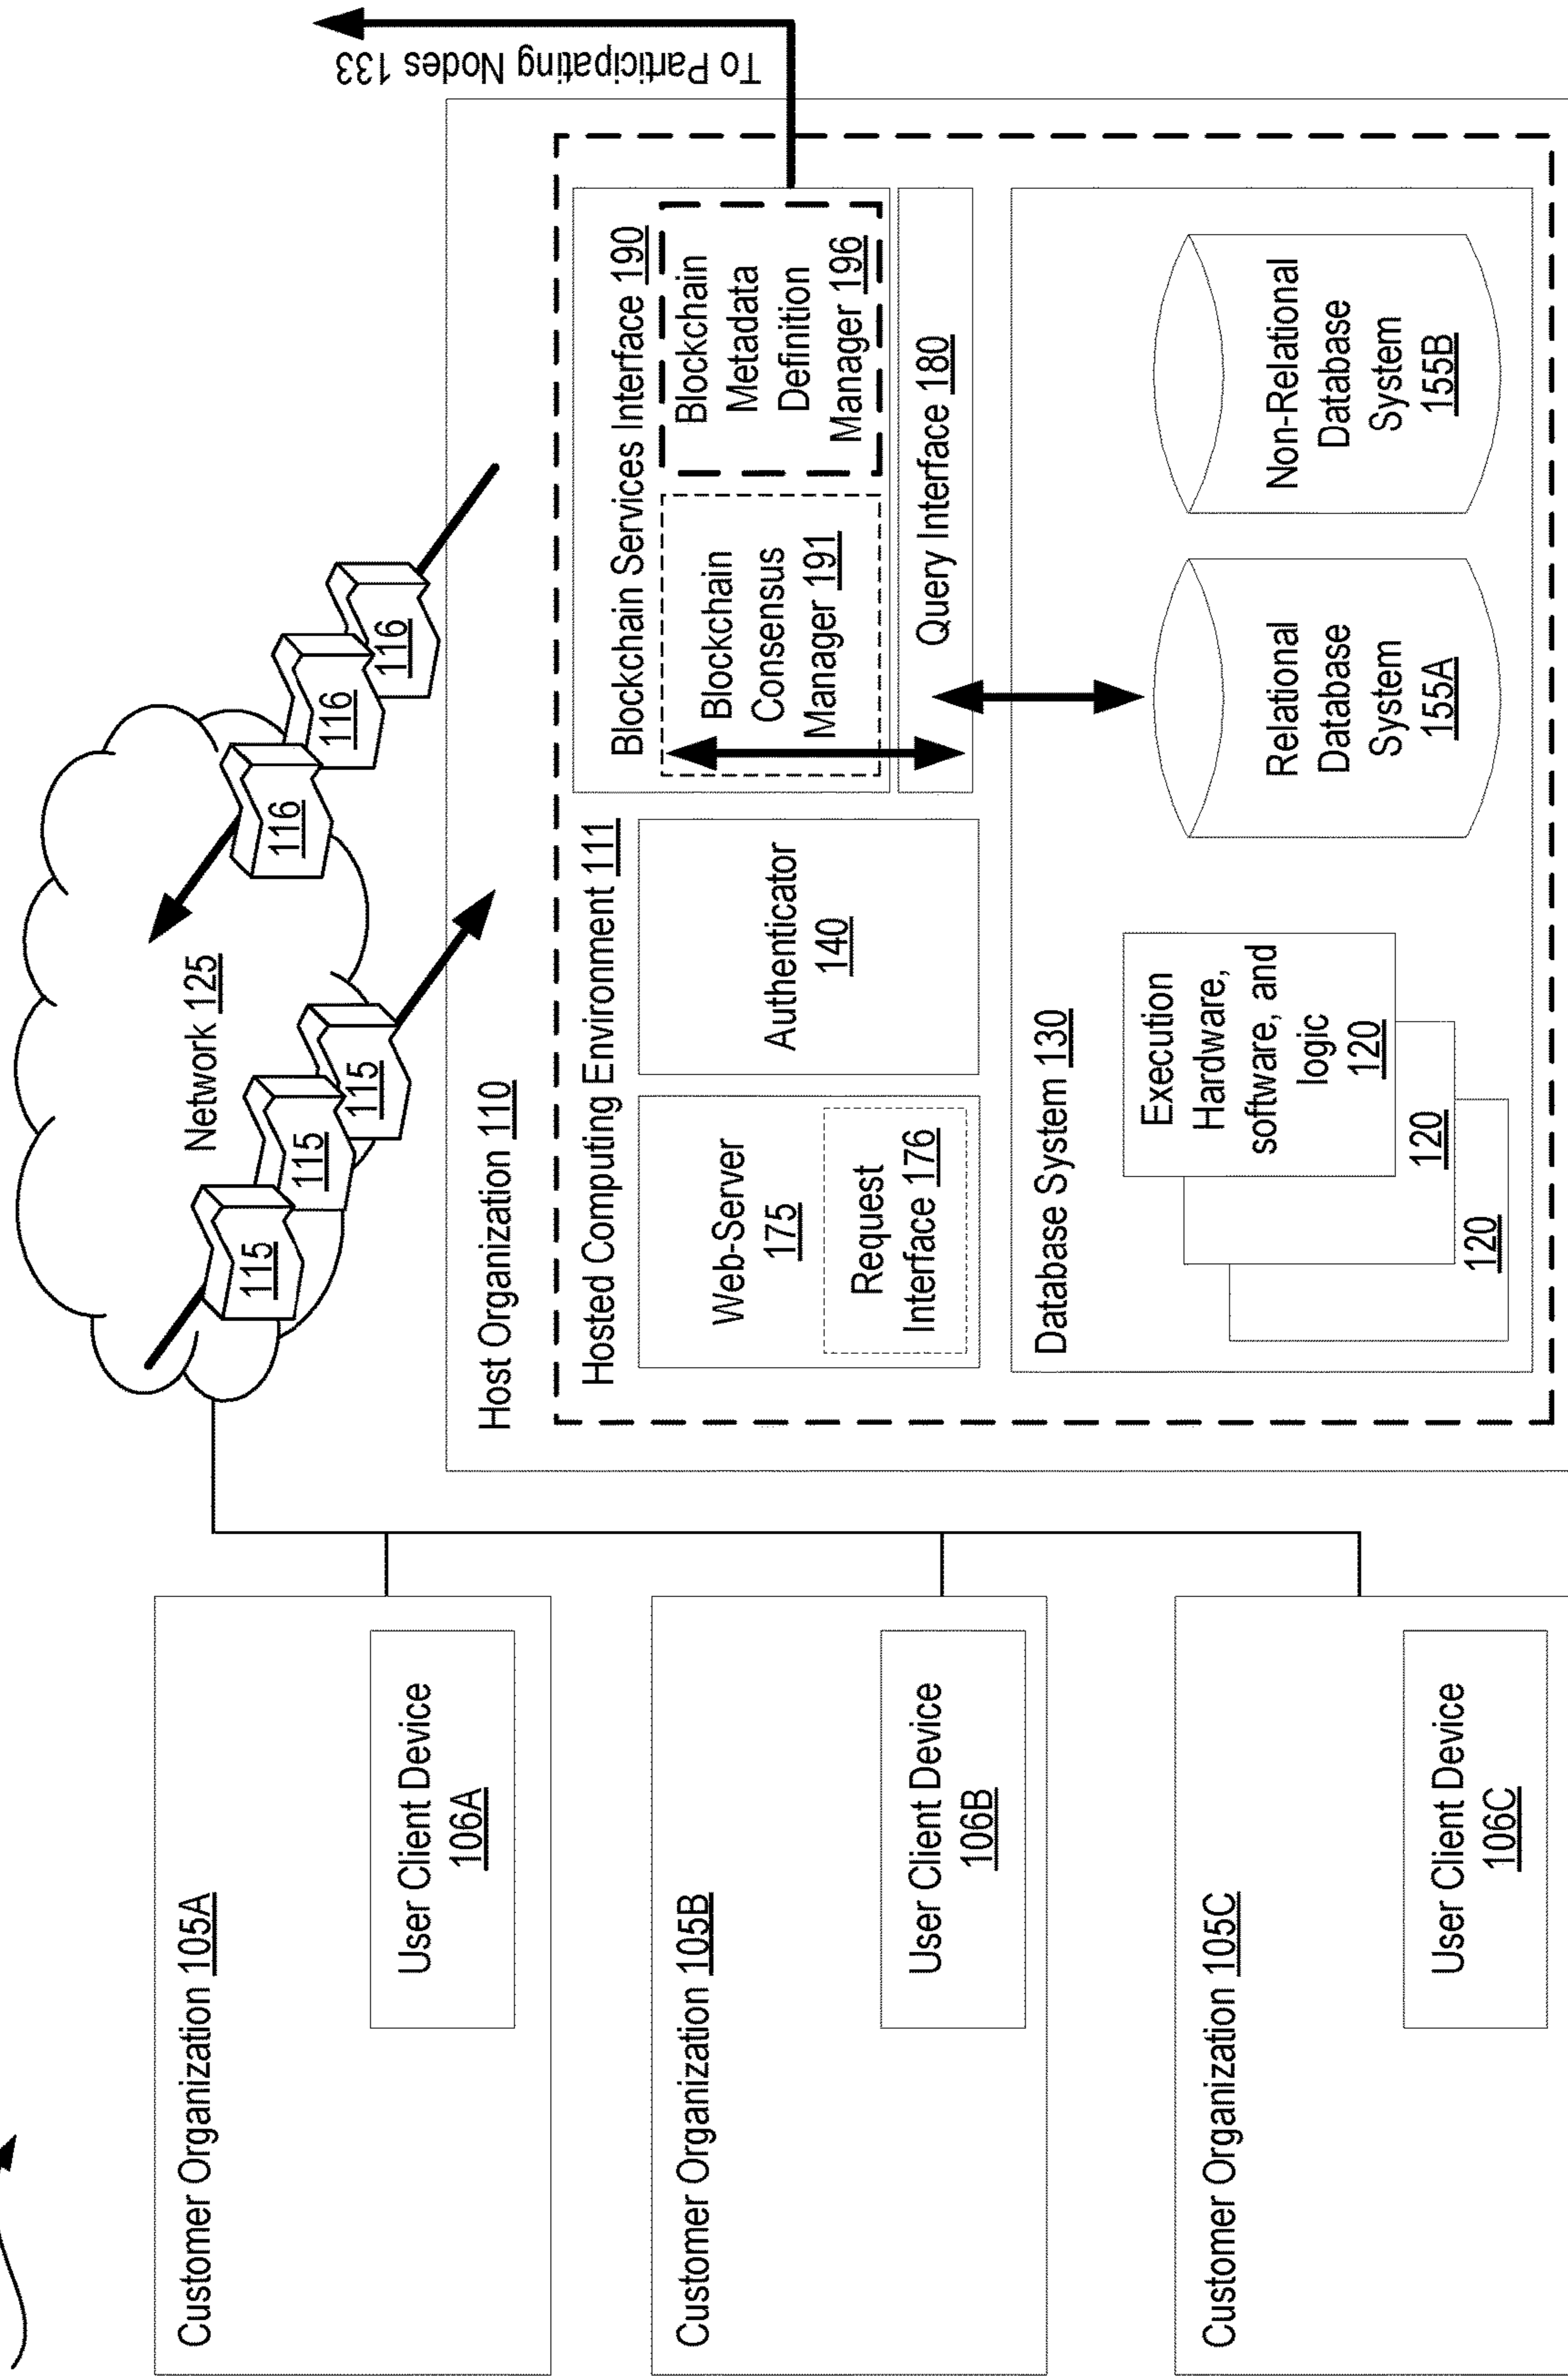 Network 125
115
115
115
116
116
116
To Participating Nodes 133
Customer Organization 105A
User Client Device
106A
Customer Organization 105B
User Client Device
106B
Customer Organization 105C
User Client Device
106C
Host Organization 110
Hosted Computing Environment 111
Web-Server
175
Request
Interface 176
Authenticator
140
Blockchain Services Interface 190
Blockchain
Consensus
Manager 191
Blockchain
Metadata
Definition
Manager 196
Query Interface 180
Database System 130
Execution
Hardware,
software, and
logic
120
120
120
Relational
Database
System
155A
Non-Relational
Database
System
155B